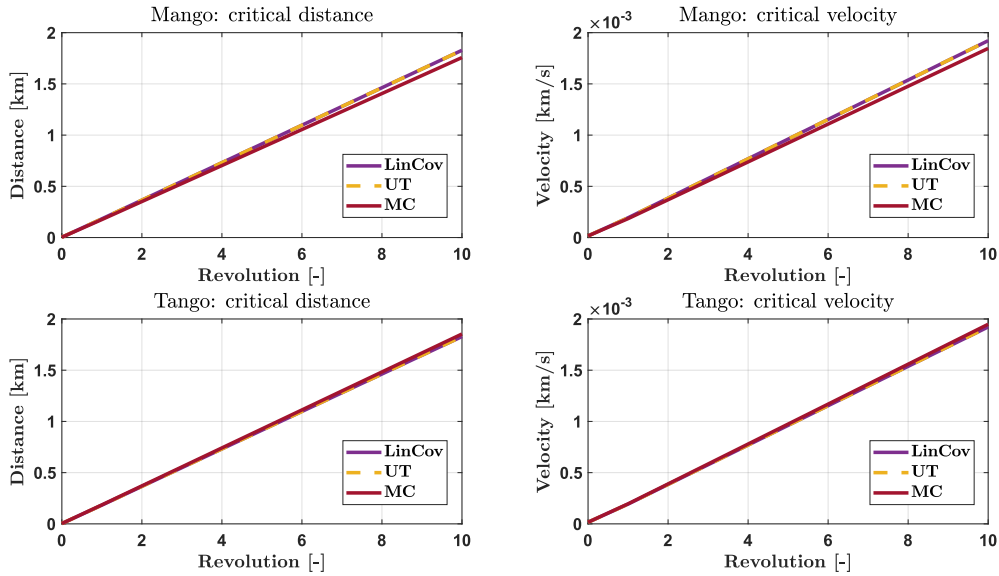 Mango: critical distance
2
1.5
1
0.5
0
Distance [km]
LinCov
UT
MC
0 2 4 6 8 10
Revolution [-]
Mango: critical velocity
×10⁻³
2
1.5
1
0.5
0
Velocity [km/s]
LinCov
UT
MC
0 2 4 6 8 10
Revolution [-]
Tango: critical distance
2
1.5
1
0.5
0
Distance [km]
LinCov
UT
MC
0 2 4 6 8 10
Revolution [-]
Tango: critical velocity
×10⁻³
2
1.5
1
0.5
0
Velocity [km/s]
LinCov
UT
MC
0 2 4 6 8 10
Revolution [-]